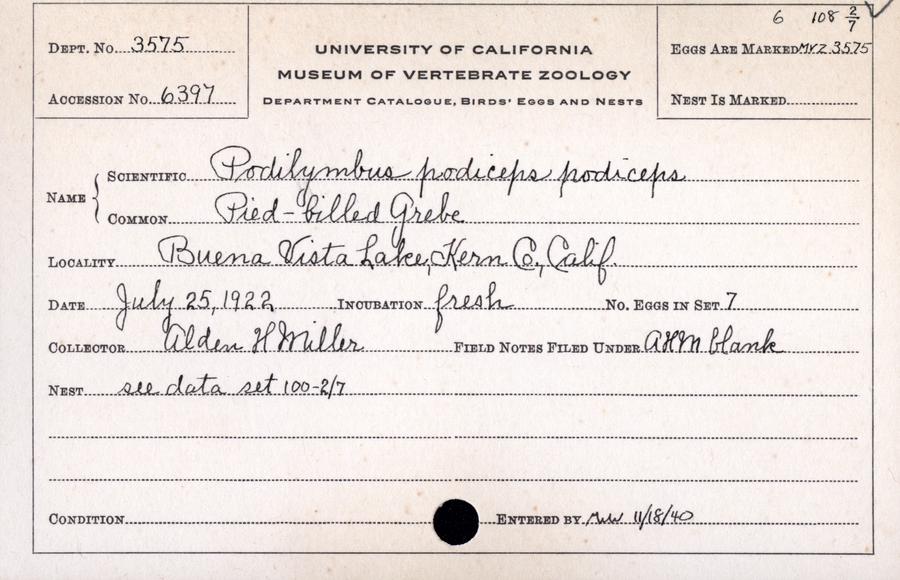 6 108 2/7
Dept. No. 3575
UNIVERSITY OF CALIFORNIA
MUSEUM OF VERTEBRATE ZOOLOGY
Department Catalogue, Birds' Eggs and Nests
Eggs Are Marked MVZ 3575
Accession No. 6397
Nest Is Marked
Name { Scientific Podilymbus podiceps podiceps
Common Pied-billed Grebe
Locality Buena Vista Lake, Kern Co., Calif.
Date July 25, 1922 Incubation fresh No. Eggs in Set 7
Collector Alden H Miller Field Notes Filed Under AHM blank
Nest see data set 100-2/7
Condition Entered by 11/18/40